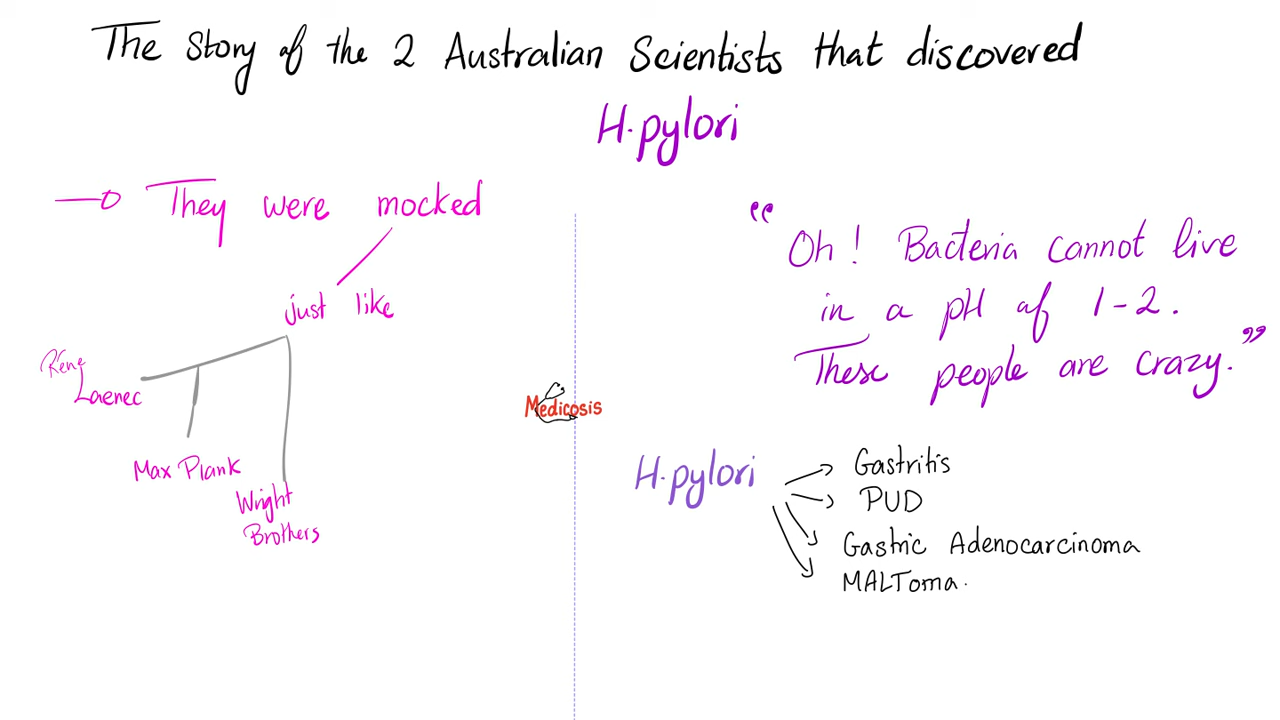 The Story of the 2 Australian Scientists that discovered
H.pylori
They were mocked
just like
Réne
Laenec
Max Plank
Wright
Brothers
Medicosis
“Oh! Bacteria cannot live
in a pH of 1-2.
These people are crazy.”
H.pylori
Gastritis
PUD
Gastric Adenocarcinoma
MALToma.